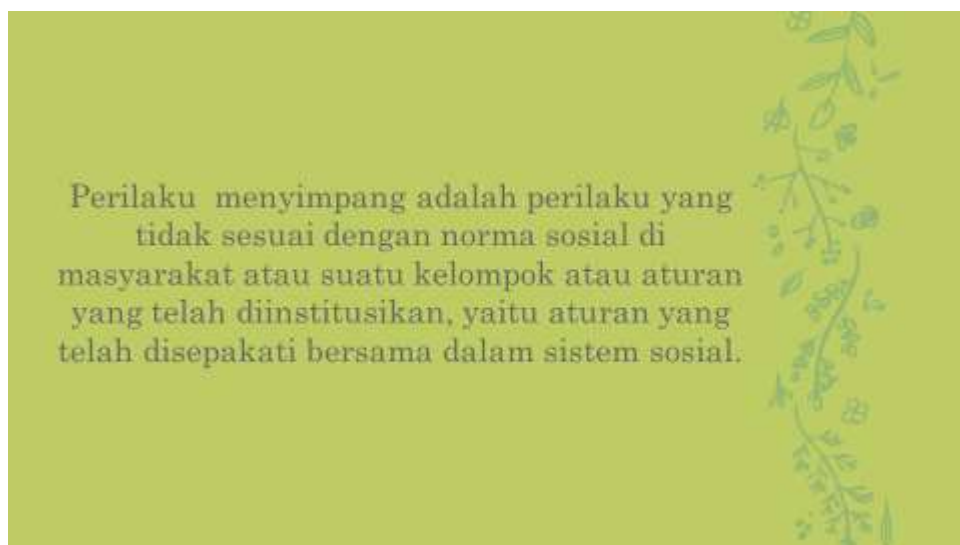 Perilaku menyimpang adalah perilaku yang
tidak sesuai dengan norma sosial di
masyarakat atau suatu kelompok atau aturan
yang telah diinstitusikan, yaitu aturan yang
telah disepakati bersama dalam sistem sosial.